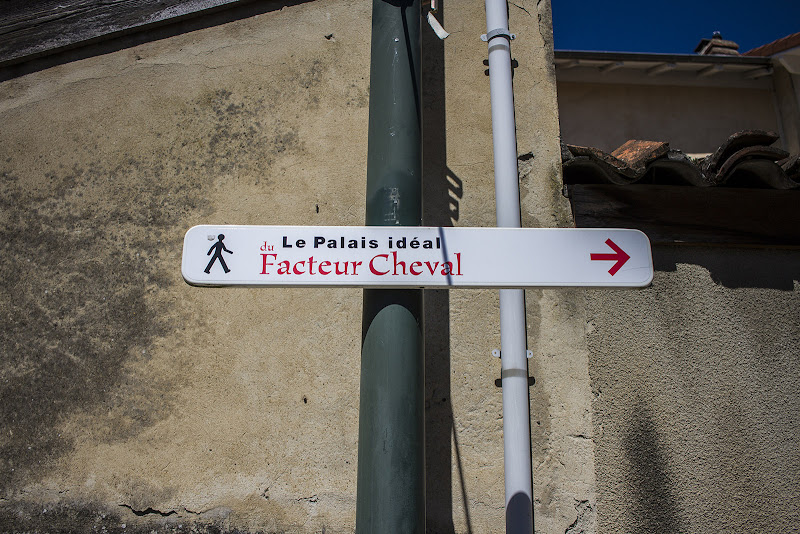 Le Palais idéal
du Facteur Cheval